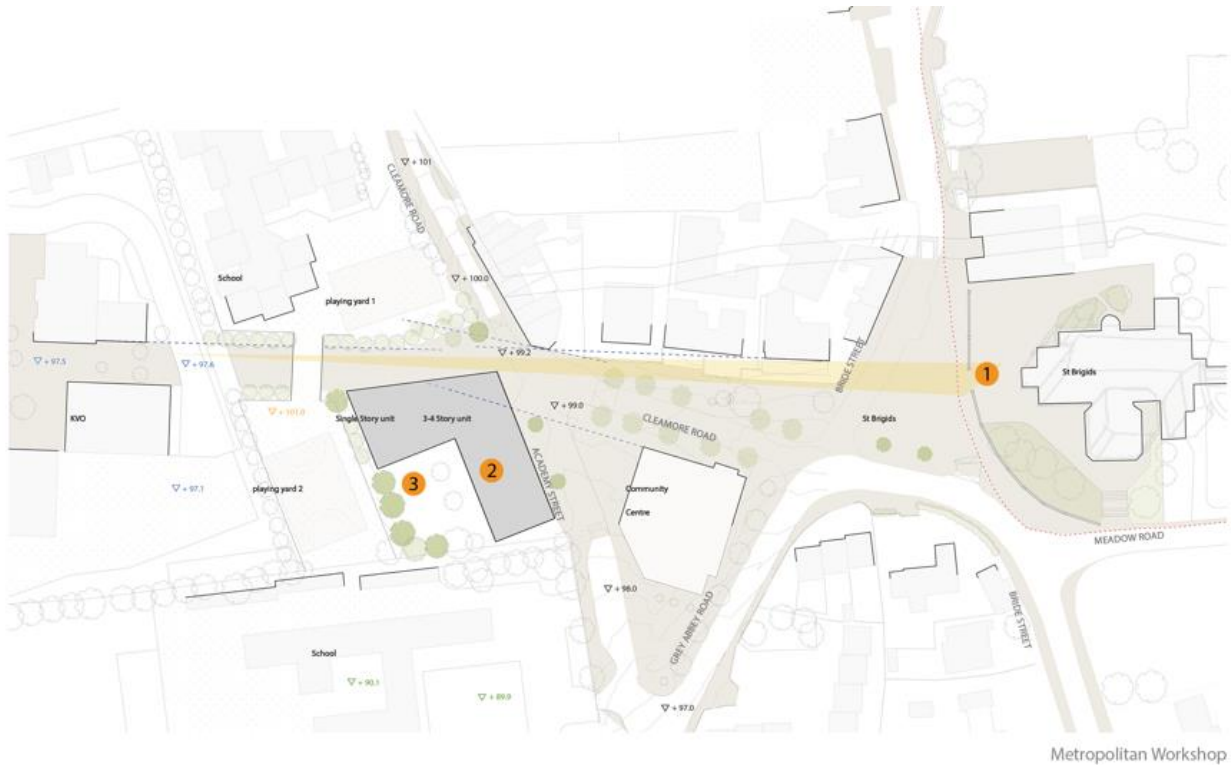 ▽ + 101
CLEAMORE ROAD
School
▽ + 100.0
playing yard 1
▽ + 97.5
▽ + 97.6
▽ + 99.2
BRIDE STREET
1
St Brigids
KVO
▽ + 101.0
Single Story unit
3-4 Story unit
▽ + 99.0
CLEAMORE ROAD
St Brigids
▽ + 97.1
playing yard 2
3
2
ACADEMY STREET
Community
Centre
MEADOW ROAD
▽ + 98.0
GREY ABBEY ROAD
BRIDE STREET
School
▽ + 90.1
▽ + 89.0
▽ + 97.0
Metropolitan Workshop